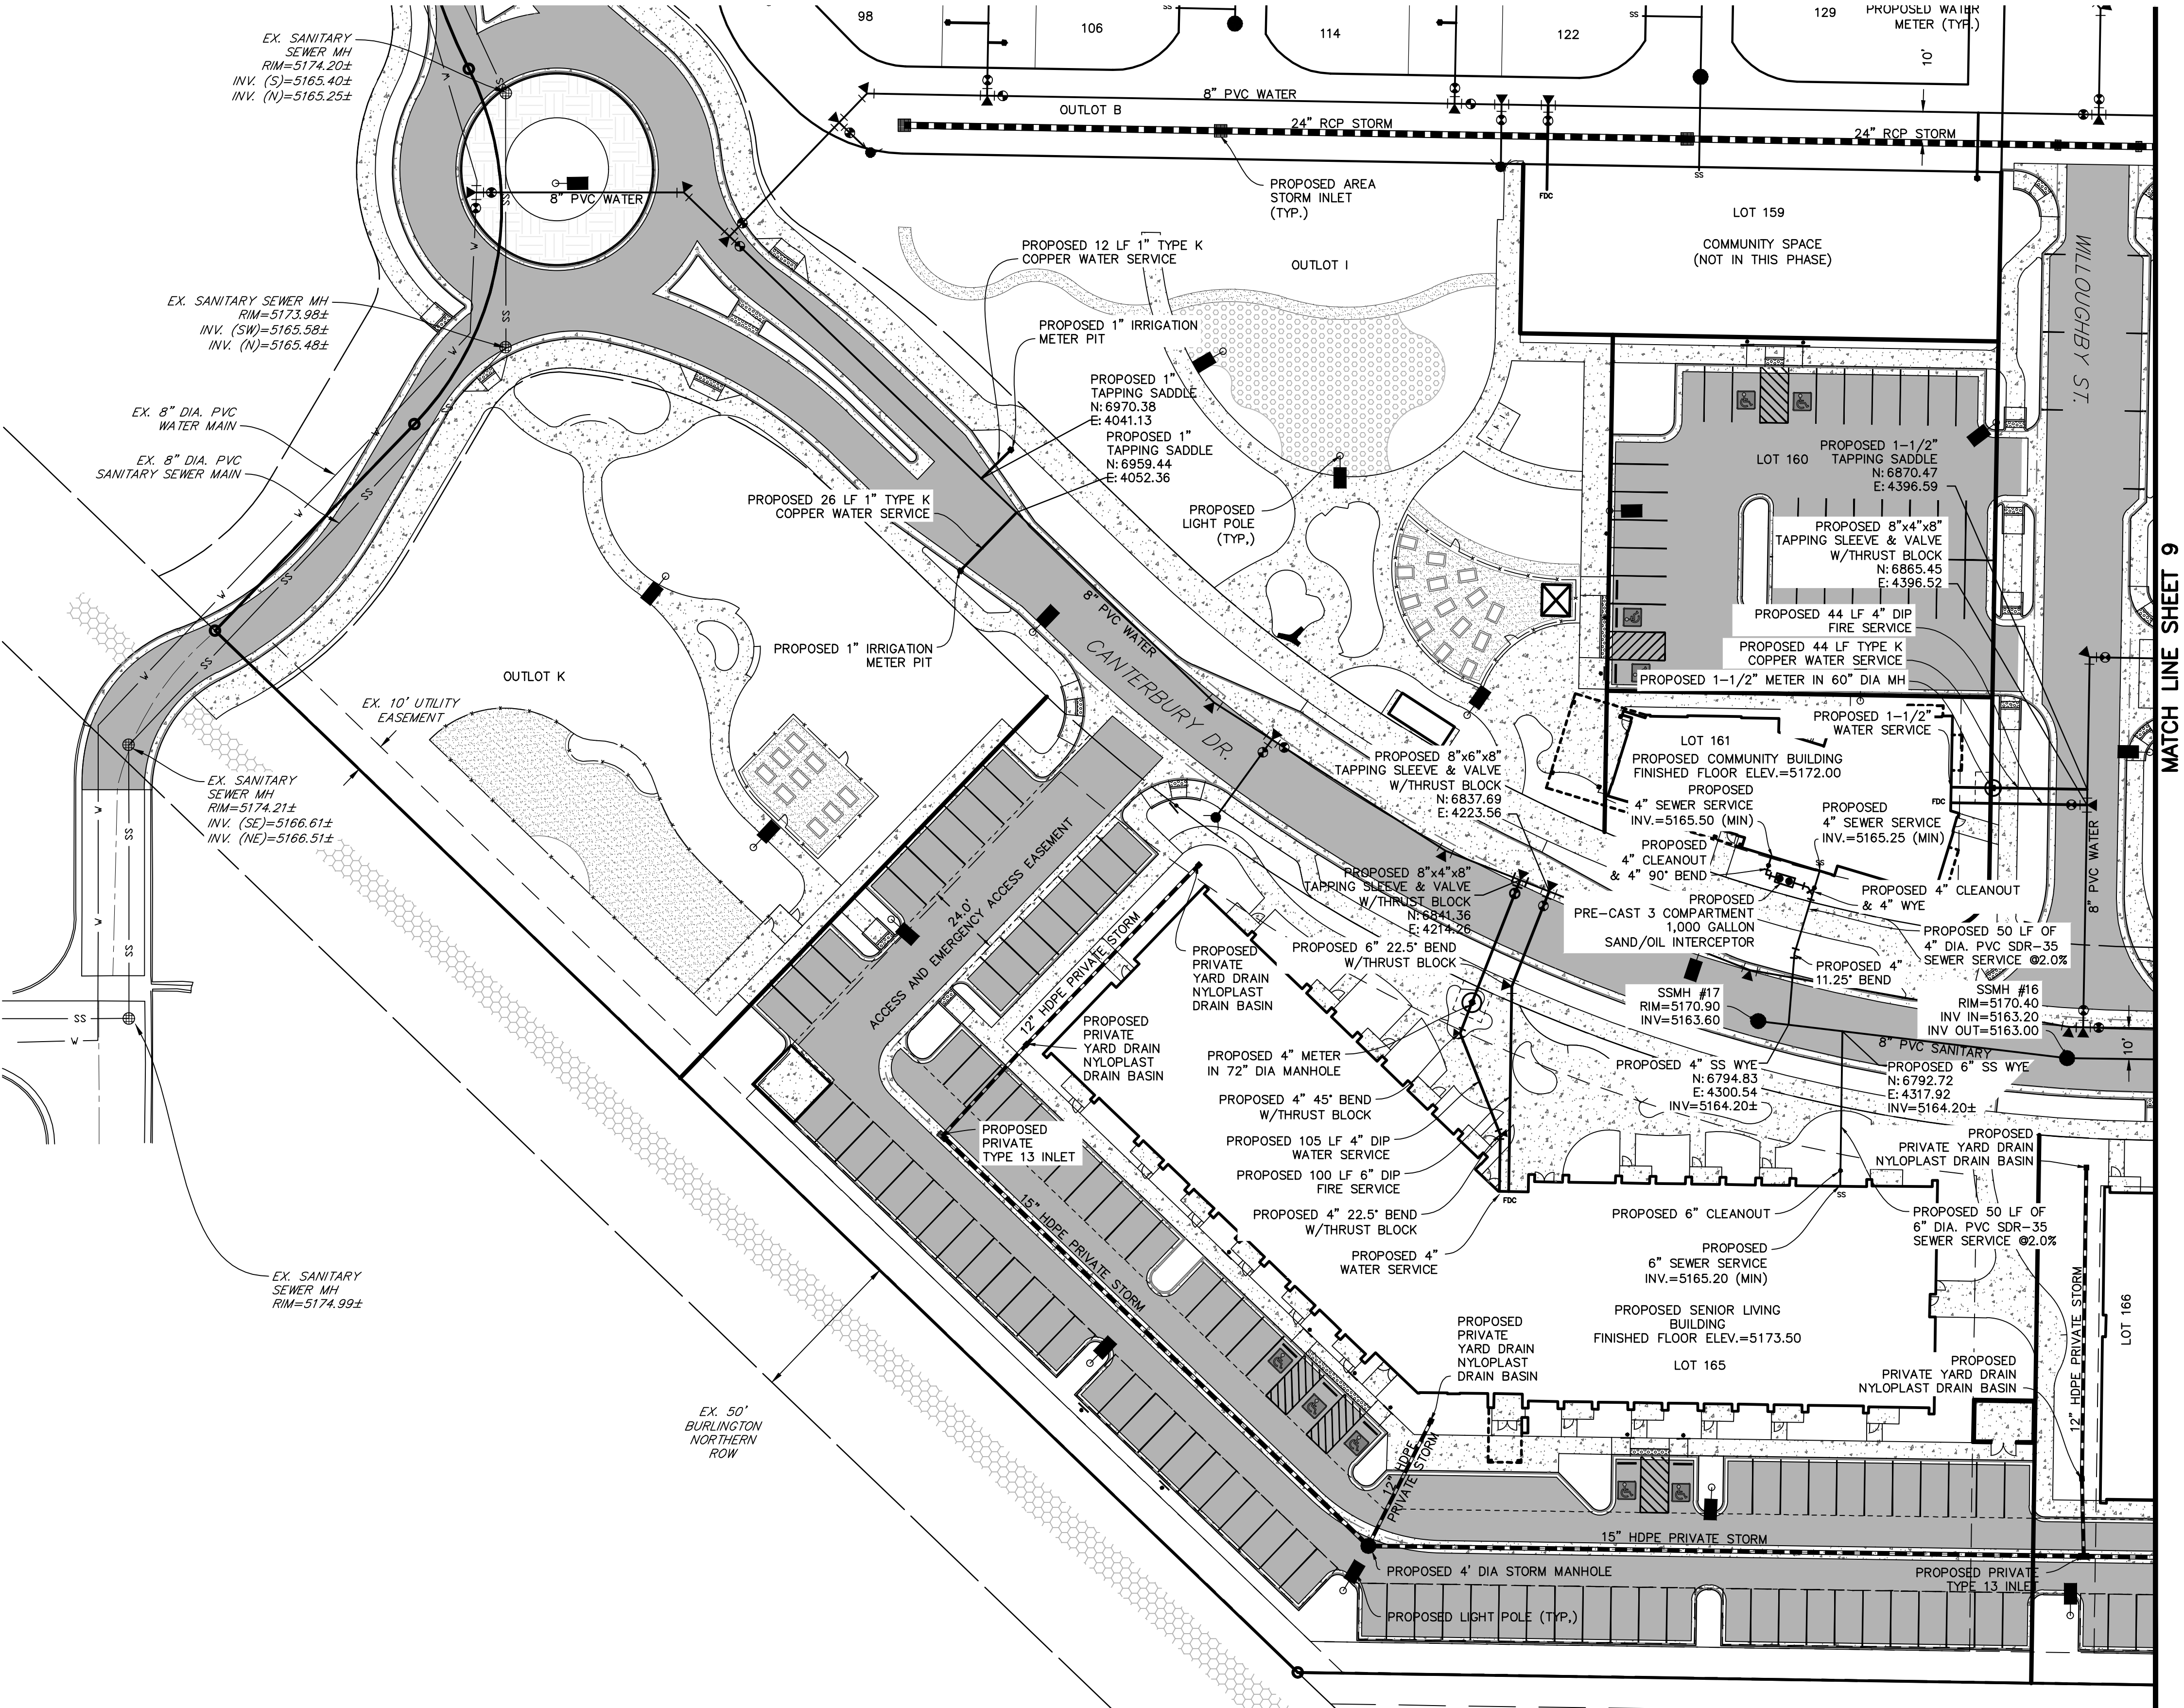 98
106
114
122
129
PROPOSED WATER
METER (TYP.)
SS
SS
10'
EX. SANITARY
SEWER MH
RIM=5174.20±
INV. (S)=5165.40±
INV. (N)=5165.25±
8" PVC WATER
OUTLOT B
24" RCP STORM
24" RCP STORM
8" PVC WATER
PROPOSED AREA
STORM INLET
(TYP.)
FDC
SS
LOT 159
COMMUNITY SPACE
(NOT IN THIS PHASE)
WILLOUGHBY ST.
PROPOSED 12 LF 1" TYPE K
COPPER WATER SERVICE
OUTLOT I
EX. SANITARY SEWER MH
RIM=5173.98±
INV. (SW)=5165.58±
INV. (N)=5165.48±
PROPOSED 1" IRRIGATION
METER PIT
PROPOSED 1"
TAPPING SADDLE
N: 6970.38
E: 4041.13
PROPOSED 1"
TAPPING SADDLE
N: 6959.44
E: 4052.36
EX. 8" DIA. PVC
WATER MAIN
EX. 8" DIA. PVC
SANITARY SEWER MAIN
PROPOSED 26 LF 1" TYPE K
COPPER WATER SERVICE
PROPOSED
LIGHT POLE
(TYP,)
LOT 160
PROPOSED 1-1/2"
TAPPING SADDLE
N: 6870.47
E: 4396.59
PROPOSED 8"x4"x8"
TAPPING SLEEVE & VALVE
W/THRUST BLOCK
N: 6865.45
E: 4396.52
MATCH LINE SHEET 9
PROPOSED 44 LF 4" DIP
FIRE SERVICE
PROPOSED 44 LF TYPE K
COPPER WATER SERVICE
PROPOSED 1-1/2" METER IN 60" DIA MH
PROPOSED 1-1/2"
WATER SERVICE
PROPOSED 1" IRRIGATION
METER PIT
8" PVC WATER
CANTERBURY DR.
OUTLOT K
EX. 10' UTILITY
EASEMENT
LOT 161
PROPOSED COMMUNITY BUILDING
FINISHED FLOOR ELEV.=5172.00
PROPOSED
4" SEWER SERVICE
INV.=5165.50 (MIN)
PROPOSED
4" SEWER SERVICE
INV.=5165.25 (MIN)
FDC
8" PVC WATER
PROPOSED 8"x6"x8"
TAPPING SLEEVE & VALVE
W/THRUST BLOCK
N: 6837.69
E: 4223.56
EX. SANITARY
SEWER MH
RIM=5174.21±
INV. (SE)=5166.61±
INV. (NE)=5166.51±
PROPOSED
4" CLEANOUT
& 4" 90° BEND
SS
PROPOSED 4" CLEANOUT
& 4" WYE
PROPOSED 8"x4"x8"
TAPPING SLEEVE & VALVE
W/THRUST BLOCK
N: 6841.36
E: 4214.26
PROPOSED
PRE-CAST 3 COMPARTMENT
1,000 GALLON
SAND/OIL INTERCEPTOR
PROPOSED 50 LF OF
4" DIA. PVC SDR-35
SEWER SERVICE @2.0%
24.0'
ACCESS AND EMERGENCY ACCESS EASEMENT
12" HDPE PRIVATE STORM
PROPOSED
PRIVATE
YARD DRAIN
NYLOPLAST
DRAIN BASIN
PROPOSED 6" 22.5° BEND
W/THRUST BLOCK
PROPOSED 4"
11.25° BEND
SSMH #17
RIM=5170.90
INV=5163.60
SSMH #16
RIM=5170.40
INV IN=5163.20
INV OUT=5163.00
8" PVC SANITARY
10'
PROPOSED
PRIVATE
YARD DRAIN
NYLOPLAST
DRAIN BASIN
PROPOSED 4" METER
IN 72" DIA MANHOLE
PROPOSED 4" 45° BEND
W/THRUST BLOCK
PROPOSED 4" SS WYE
N: 6794.83
E: 4300.54
INV=5164.20±
PROPOSED 6" SS WYE
N: 6792.72
E: 4317.92
INV=5164.20±
PROPOSED
PRIVATE
TYPE 13 INLET
PROPOSED 105 LF 4" DIP
WATER SERVICE
PROPOSED 100 LF 6" DIP
FIRE SERVICE
PROPOSED
PRIVATE YARD DRAIN
NYLOPLAST DRAIN BASIN
FDC
SS
PROPOSED 4" 22.5° BEND
W/THRUST BLOCK
PROPOSED 6" CLEANOUT
PROPOSED 50 LF OF
6" DIA. PVC SDR-35
SEWER SERVICE @2.0%
PROPOSED 4"
WATER SERVICE
PROPOSED
6" SEWER SERVICE
INV.=5165.20 (MIN)
15" HDPE PRIVATE STORM
EX. SANITARY
SEWER MH
RIM=5174.99±
PROPOSED SENIOR LIVING
BUILDING
FINISHED FLOOR ELEV.=5173.50
LOT 165
12" HDPE PRIVATE STORM
LOT 166
PROPOSED
PRIVATE
YARD DRAIN
NYLOPLAST
DRAIN BASIN
PROPOSED
PRIVATE YARD DRAIN
NYLOPLAST DRAIN BASIN
EX. 50'
BURLINGTON
NORTHERN
ROW
12" HDPE
PRIVATE STORM
15" HDPE PRIVATE STORM
PROPOSED 4' DIA STORM MANHOLE
PROPOSED PRIVATE
TYPE 13 INLET
PROPOSED LIGHT POLE (TYP,)